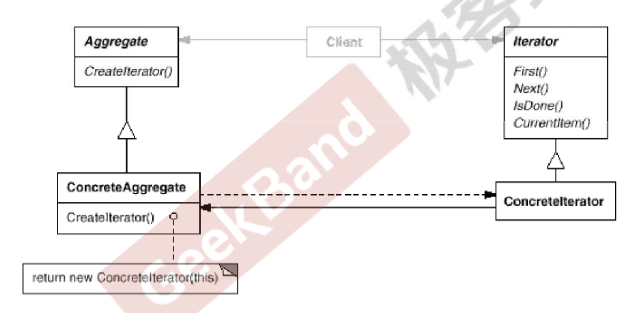 Aggregate
Client
Iterator
CreateIterator()
First()
Next()
IsDone()
CurrentItem()
ConcreteAggregate
CreateIterator()
ConcreteIterator
return new ConcreteIterator(this)
GeekBand
极客